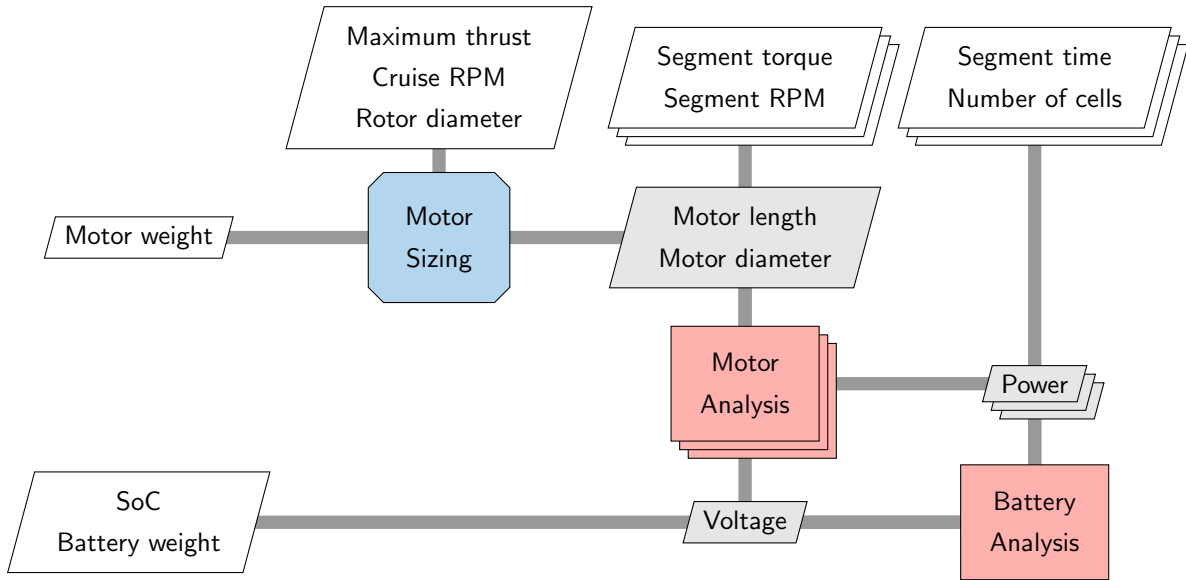 Maximum thrust
Cruise RPM
Rotor diameter
Segment torque
Segment RPM
Segment time
Number of cells
Motor weight
Motor
Sizing
Motor length
Motor diameter
Motor
Analysis
Power
SoC
Battery weight
Voltage
Battery
Analysis